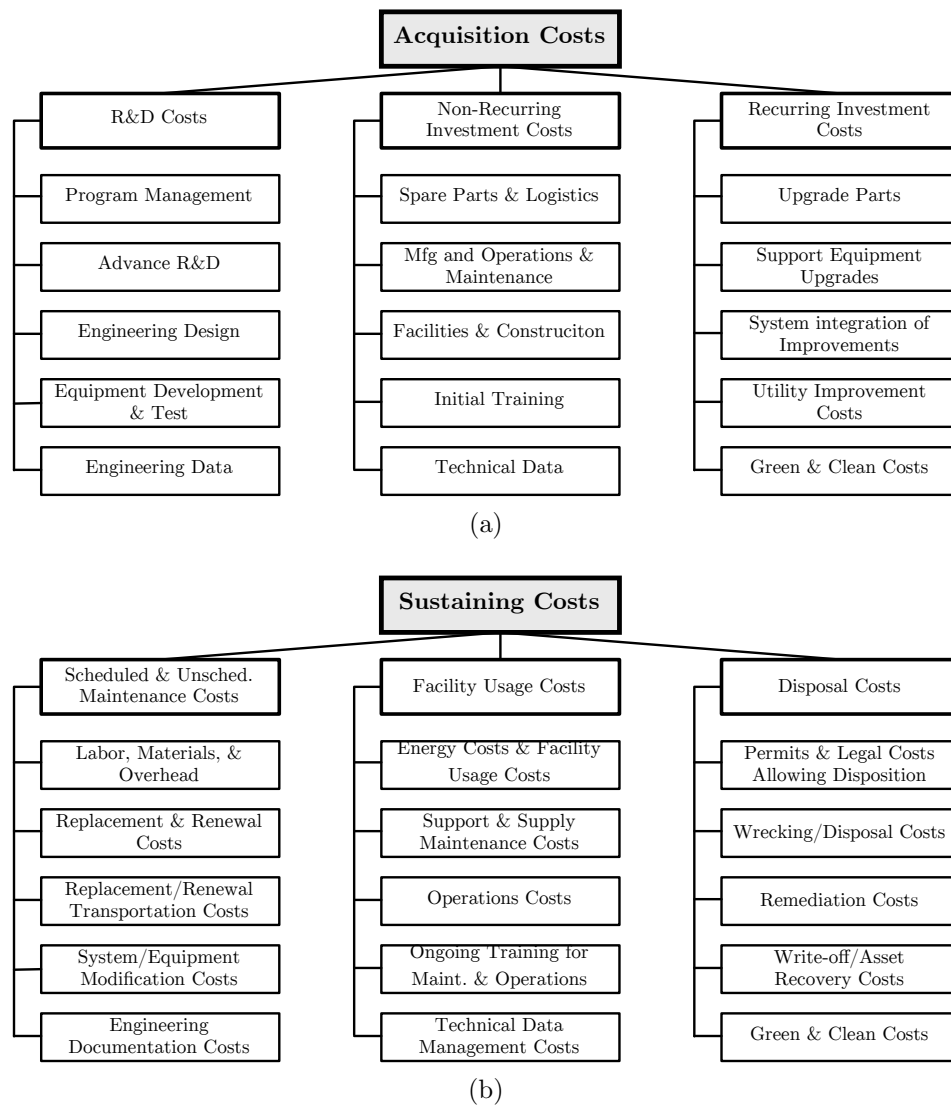 Acquisition Costs
R&D Costs
Program Management
Advance R&D
Engineering Design
Equipment Development
& Test
Engineering Data
Non-Recurring
Investment Costs
Spare Parts & Logistics
Mfg and Operations &
Maintenance
Facilities & Construciton
Initial Training
Technical Data
Recurring Investment
Costs
Upgrade Parts
Support Equipment
Upgrades
System integration of
Improvements
Utility Improvement
Costs
Green & Clean Costs
(a)
Sustaining Costs
Scheduled & Unsched.
Maintenance Costs
Labor, Materials, &
Overhead
Replacement & Renewal
Costs
Replacement/Renewal
Transportation Costs
System/Equipment
Modification Costs
Engineering
Documentation Costs
Facility Usage Costs
Energy Costs & Facility
Usage Costs
Support & Supply
Maintenance Costs
Operations Costs
Ongoing Training for
Maint. & Operations
Technical Data
Management Costs
Disposal Costs
Permits & Legal Costs
Allowing Disposition
Wrecking/Disposal Costs
Remediation Costs
Write-off/Asset
Recovery Costs
Green & Clean Costs
(b)